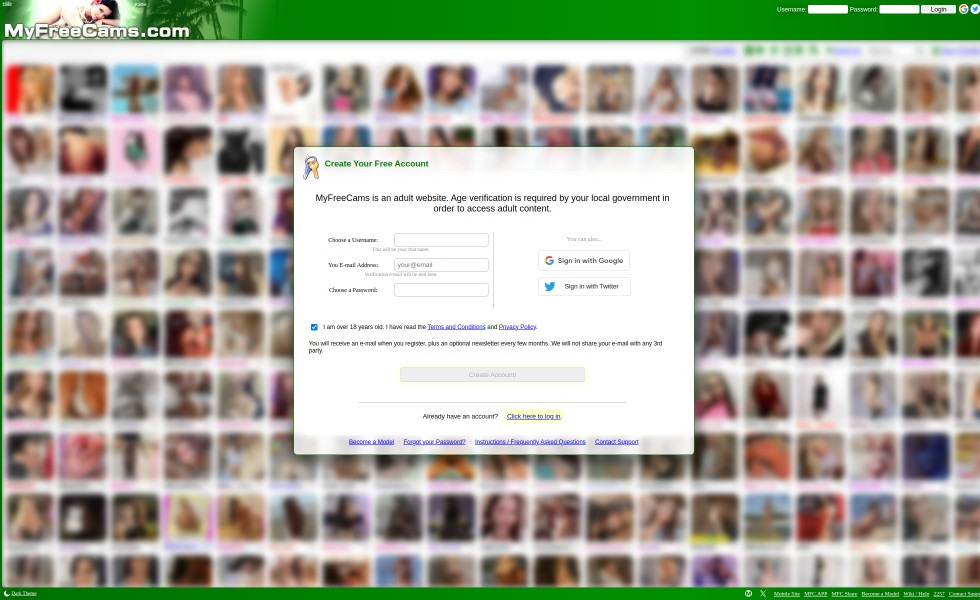 Username: Password: Login
MyFreeCams.com
Create Your Free Account
MyFreeCams is an adult website. Age verification is required by your local government in
order to access adult content.
Choose a Username:
This will be your chat name.
You E-mail Address: your@email
Verification e-mail will be sent here.
Choose a Password:
You can also...
Sign in with Google
Sign in with Twitter
I am over 18 years old. I have read the Terms and Conditions and Privacy Policy.
You will receive an e-mail when you register, plus an optional newsletter every few months. We will not share your e-mail with any 3rd
party.
Create Account!
Already have an account? Click here to log in.
Become a Model · Forgot your Password? · Instructions / Frequently Asked Questions · Contact Support
Dark Theme
Mobile Site MFC.APP MFC Share Become a Model Wiki / Help 2257 Contact